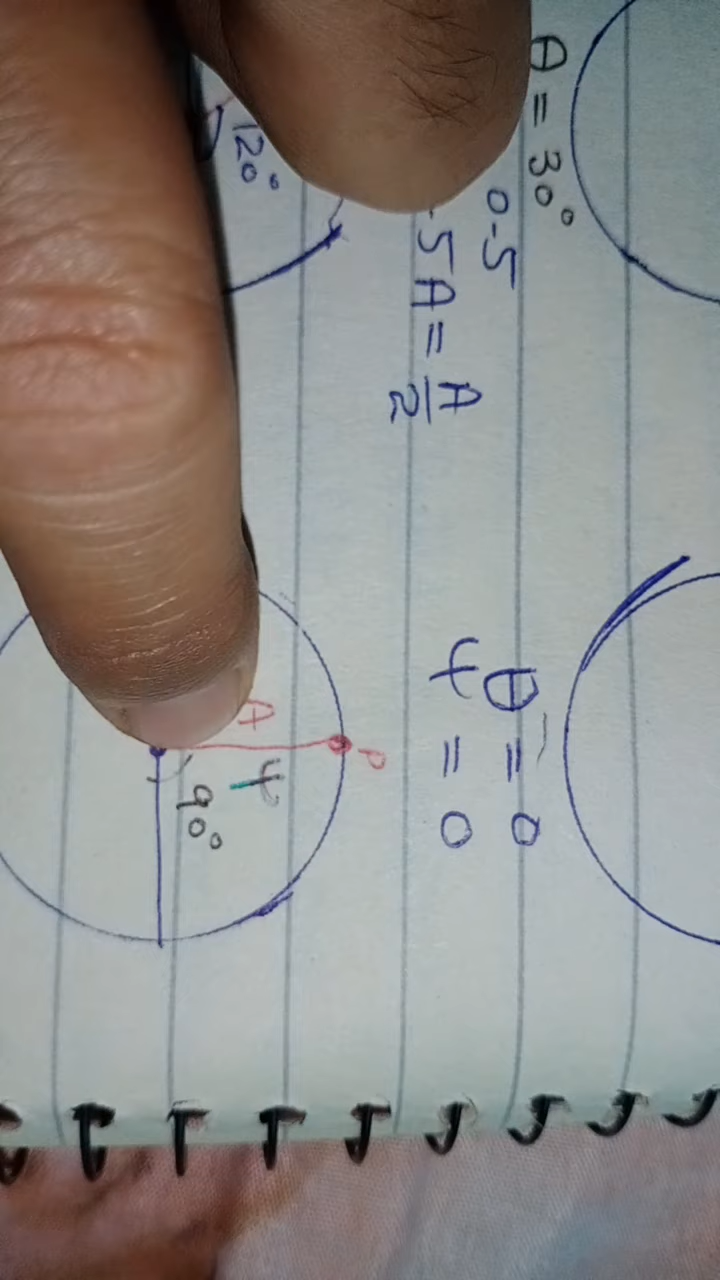 θ = 30°
0.5
.5A = A/2
120°
θ = 0
ψ = 0
P
A
ψ
90°